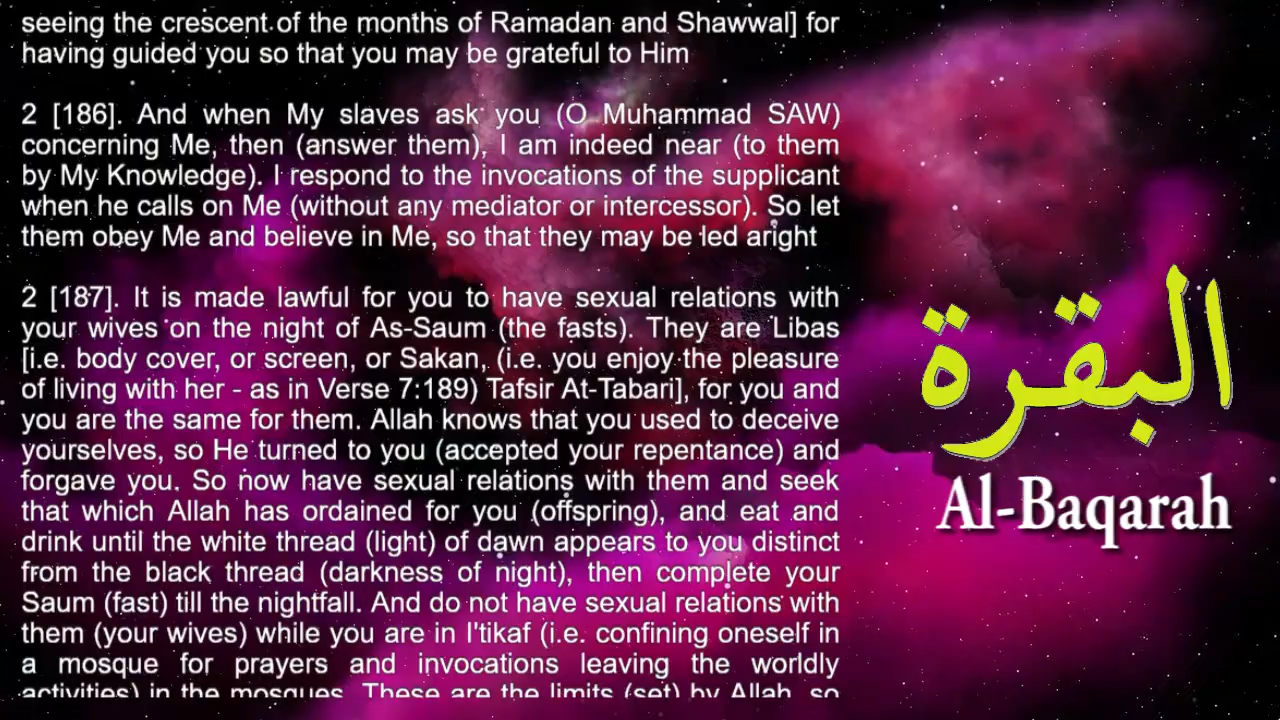 seeing the crescent of the months of Ramadan and Shawwal] for
having guided you so that you may be grateful to Him
2 [186]. And when My slaves ask you (O Muhammad SAW)
concerning Me, then (answer them), I am indeed near (to them
by My Knowledge). I respond to the invocations of the supplicant
when he calls on Me (without any mediator or intercessor). So let
them obey Me and believe in Me, so that they may be led aright
2 [187]. It is made lawful for you to have sexual relations with
your wives on the night of As-Saum (the fasts). They are Libas
[i.e. body cover, or screen, or Sakan, (i.e. you enjoy the pleasure
of living with her - as in Verse 7:189) Tafsir At-Tabari], for you and
you are the same for them. Allah knows that you used to deceive
yourselves, so He turned to you (accepted your repentance) and
forgave you. So now have sexual relations with them and seek
that which Allah has ordained for you (offspring), and eat and
drink until the white thread (light) of dawn appears to you distinct
from the black thread (darkness of night), then complete your
Saum (fast) till the nightfall. And do not have sexual relations with
them (your wives) while you are in I'tikaf (i.e. confining oneself in
a mosque for prayers and invocations leaving the worldly
activities) in the mosques. These are the limits (set) by Allah, so
البقرة
Al-Baqarah